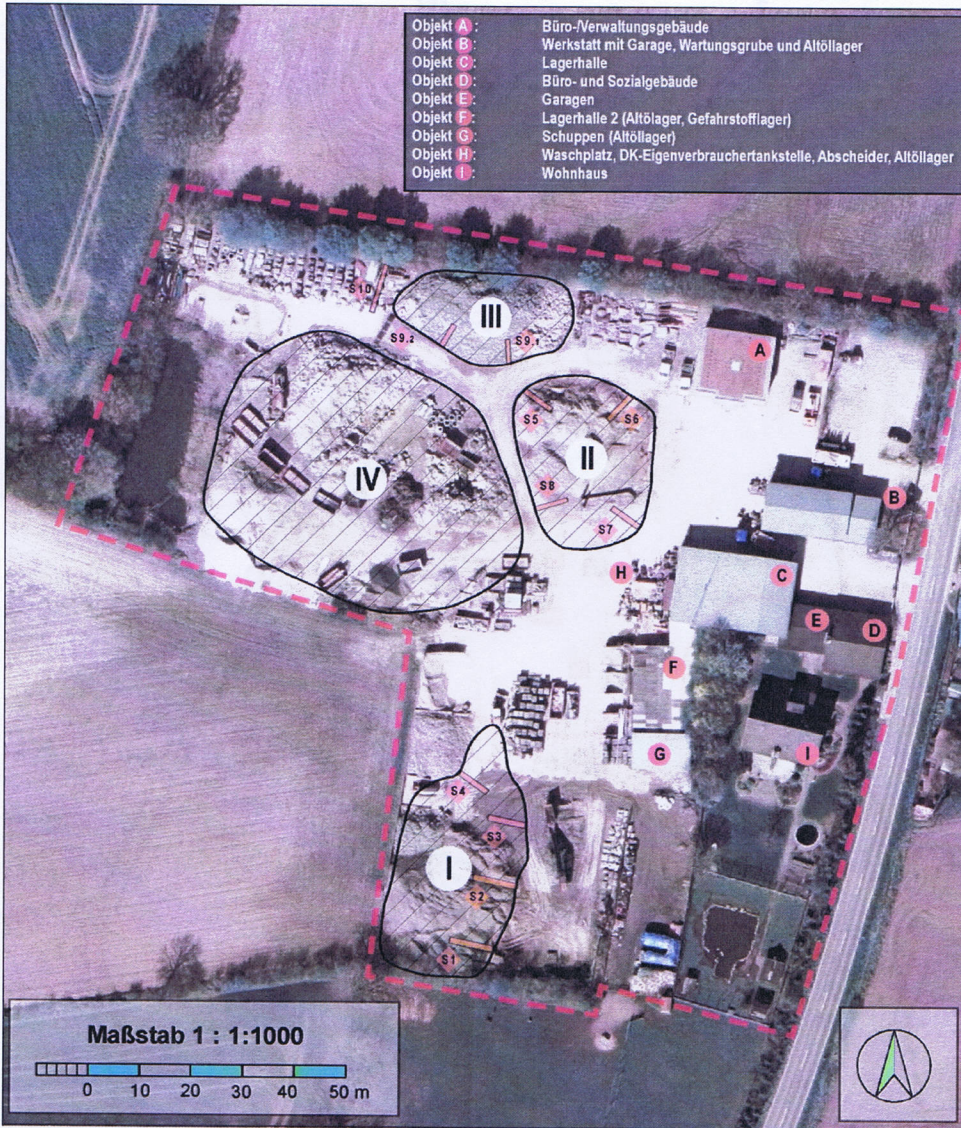 Objekt A: Büro-/Verwaltungsgebäude
Objekt B: Werkstatt mit Garage, Wartungsgrube und Altöllager
Objekt C: Lagerhalle
Objekt D: Büro- und Sozialgebäude
Objekt E: Garagen
Objekt F: Lagerhalle 2 (Altölager, Gefahrstofflager)
Objekt G: Schuppen (Altöllager)
Objekt H: Waschplatz, DK-Eigenverbrauchertankstelle, Abscheider, Altöllager
Objekt i: Wohnhaus
S10
III
S9.2
S9.1
A
S5
S6
II
IV
S8
B
S7
H
C
E
D
F
I
G
S4
S3
I
S2
S1
Maßstab 1 : 1:1000
0 10 20 30 40 50 m